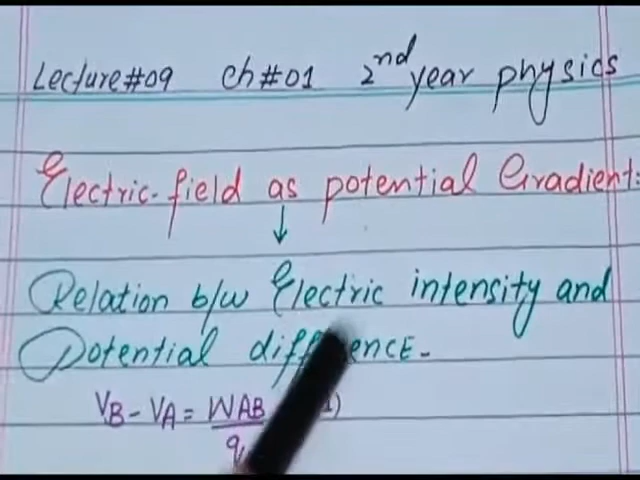 Lecture#09 ch#01 2nd year physics
Electric-field as potential Gradient:
↓
Relation b/w Electric intensity and
Potential difference.
VB - VA = WAB
q